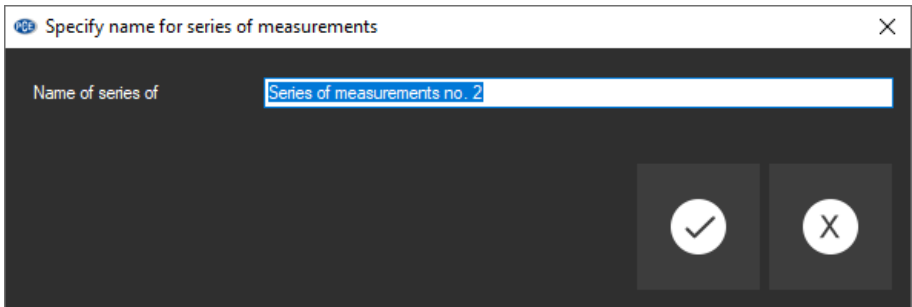 PCE Specify name for series of measurements
Name of series of Series of measurements no. 2
X